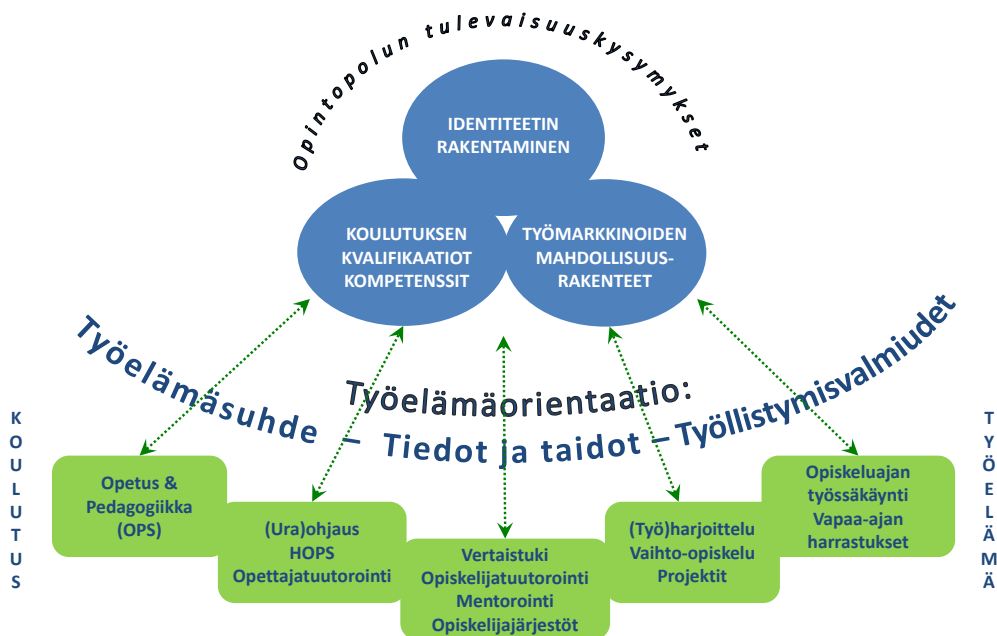 Opintopolun tulevaisuuskysymykset
IDENTITEETIN
RAKENTAMINEN
KOULUTUKSEN
KVALIFIKAATIOT
KOMPETENSSIT
TYÖMARKKINOIDEN
MAHDOLLISUUS-
RAKENTEET
Työelämäorientaatio:
Työelämäsuhde – Tiedot ja taidot – Työllistymisvalmiudet
KOULUTUS
Opetus &
Pedagogiikka
(OPS)
(Ura)ohjaus
HOPS
Opettajatuutorointi
Vertaistuki
Opiskelijatuutorointi
Mentorointi
Opiskelijajärjestöt
(Työ)harjoittelu
Vaihto-opiskelu
Projektit
Opiskeluajan
työssäkäynti
Vapaa-ajan
harrastukset
TYÖELÄMÄ